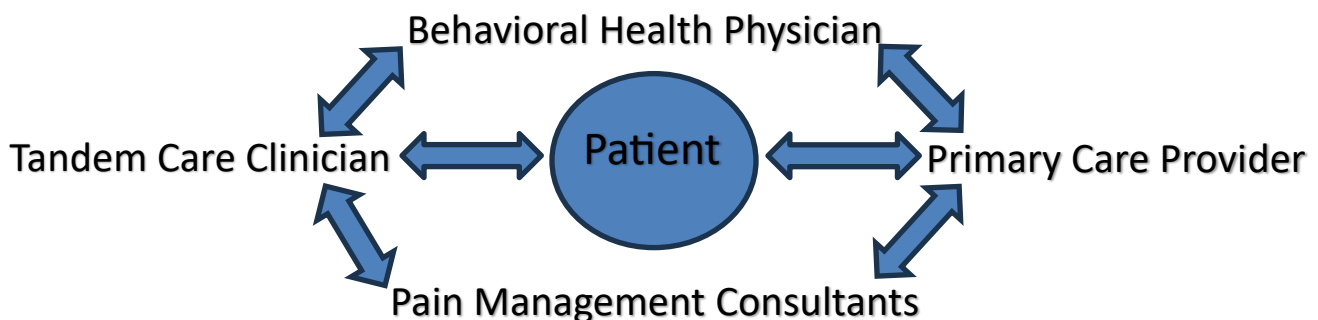 Behavioral Health Physician
Tandem Care Clinician
Patient
Primary Care Provider
Pain Management Consultants